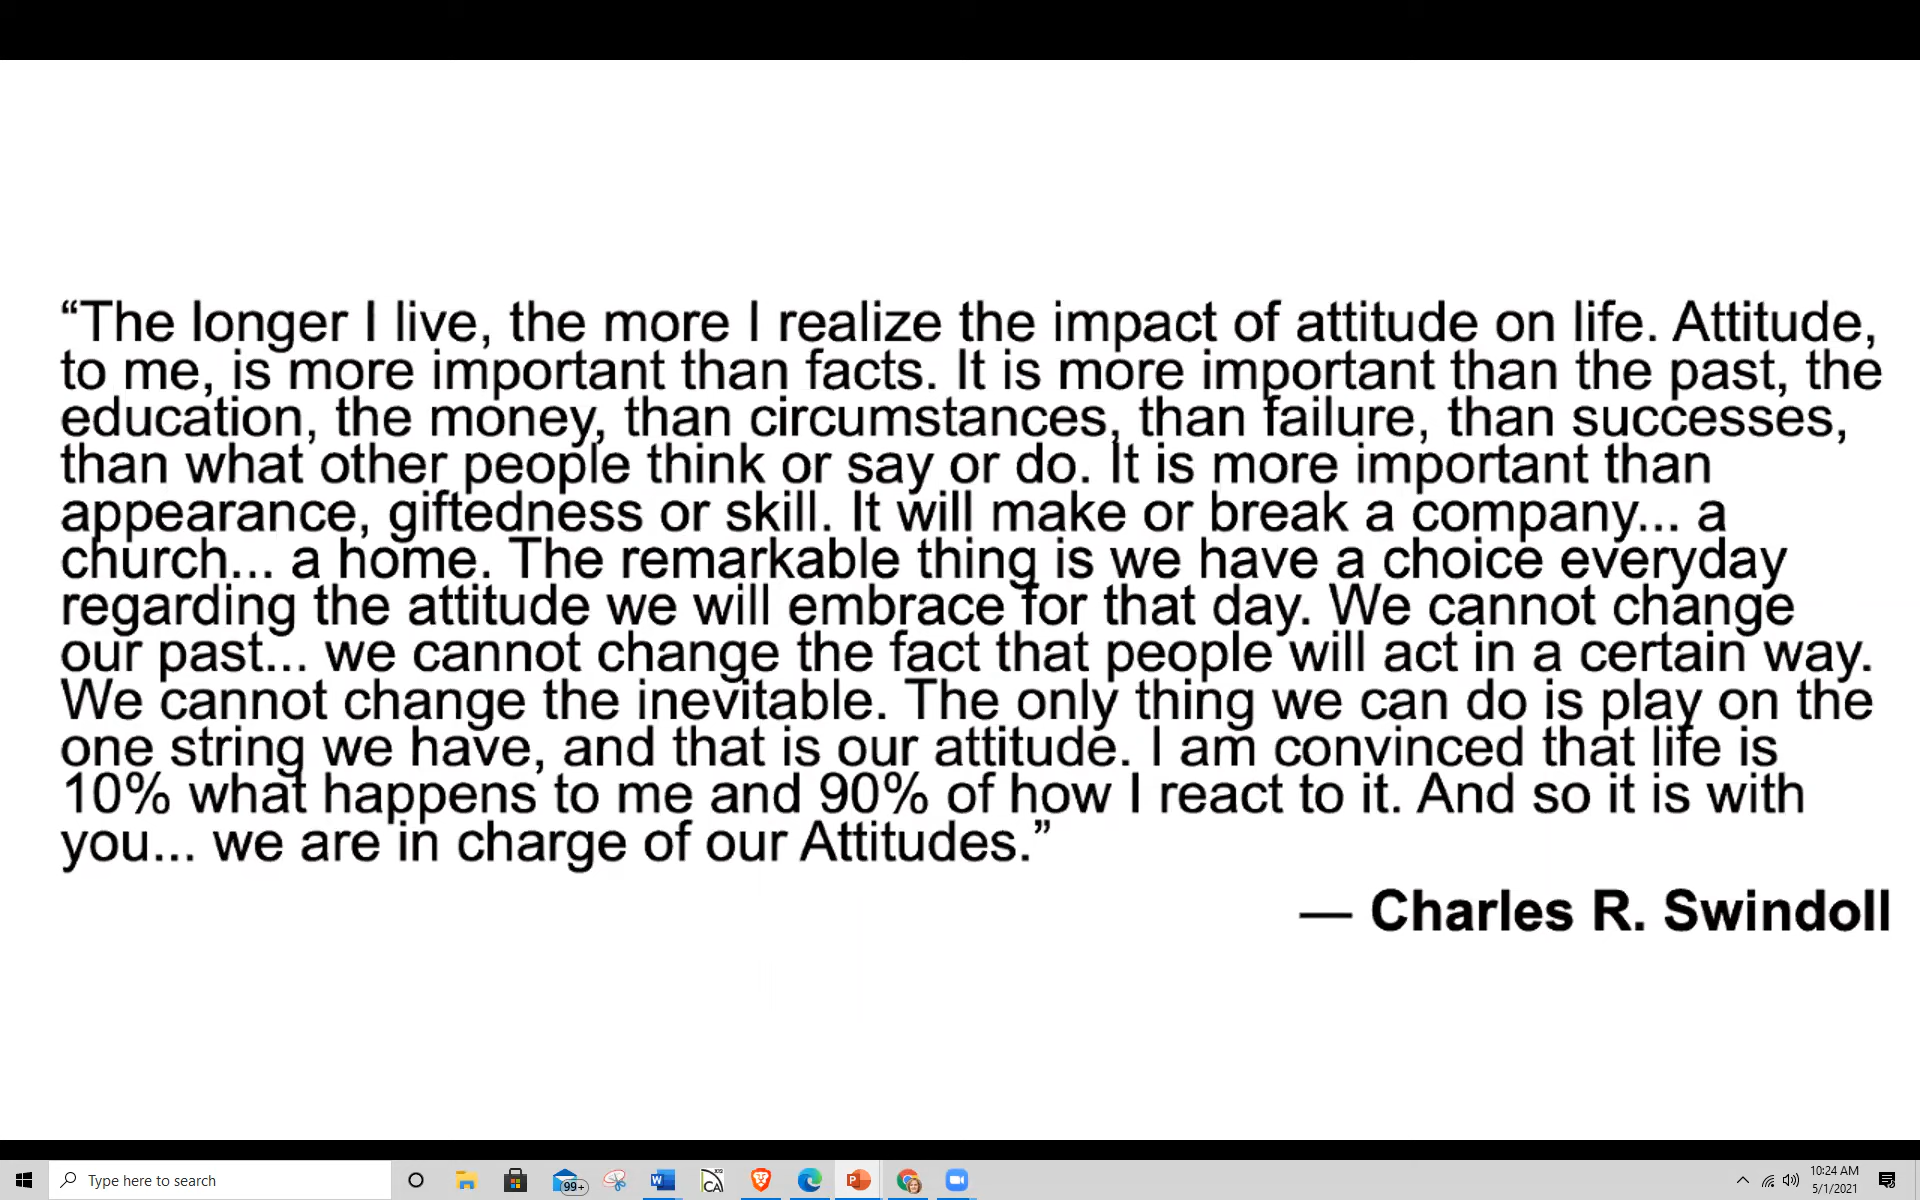 “The longer I live, the more I realize the impact of attitude on life. Attitude,
to me, is more important than facts. It is more important than the past, the
education, the money, than circumstances, than failure, than successes,
than what other people think or say or do. It is more important than
appearance, giftedness or skill. It will make or break a company... a
church... a home. The remarkable thing is we have a choice everyday
regarding the attitude we will embrace for that day. We cannot change
our past... we cannot change the fact that people will act in a certain way.
We cannot change the inevitable. The only thing we can do is play on the
one string we have, and that is our attitude. I am convinced that life is
10% what happens to me and 90% of how I react to it. And so it is with
you... we are in charge of our Attitudes.”
— Charles R. Swindoll
Type here to search
99+
W
CA
P
10:24 AM
5/1/2021